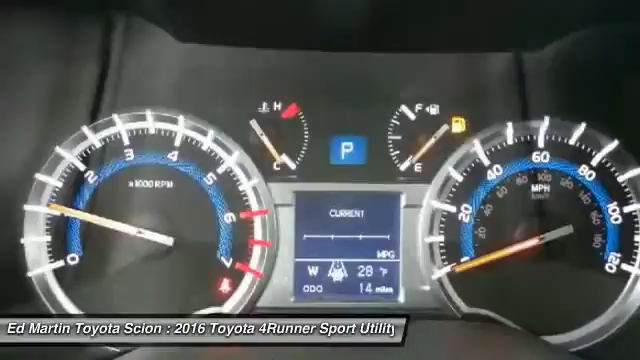 H
C
F
E
P
0 1 2 3 4 5 6 7
x1000 RPM
20 40 60 80 100 120
MPH
km/h
CURRENT
MPG
W 28 °F
ODO 14 miles
Ed Martin Toyota Scion : 2016 Toyota 4Runner Sport Utility